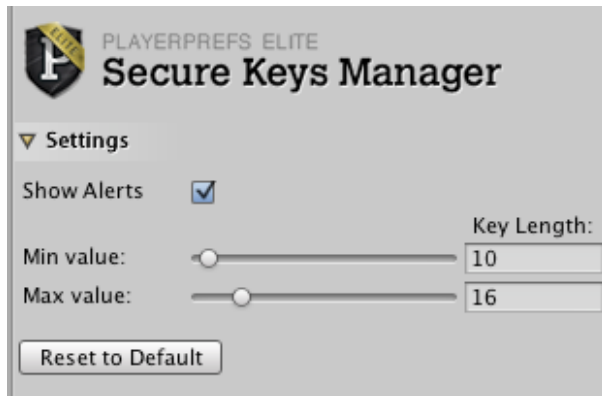 ELITE
P
PLAYERPREFS ELITE
Secure Keys Manager
Settings
Show Alerts
Key Length:
Min value: 10
Max value: 16
Reset to Default